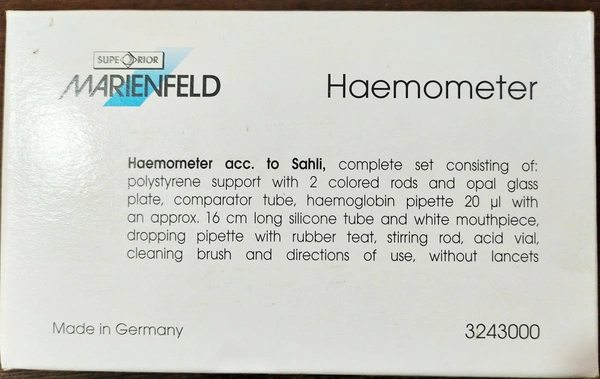 SUPERIOR
MARIENFELD
Haemometer
Haemometer acc. to Sahli, complete set consisting of:
polystyrene support with 2 colored rods and opal glass
plate, comparator tube, haemoglobin pipette 20 µl with
an approx. 16 cm long silicone tube and white mouthpiece,
dropping pipette with rubber teat, stirring rod, acid vial,
cleaning brush and directions of use, without lancets
Made in Germany
3243000